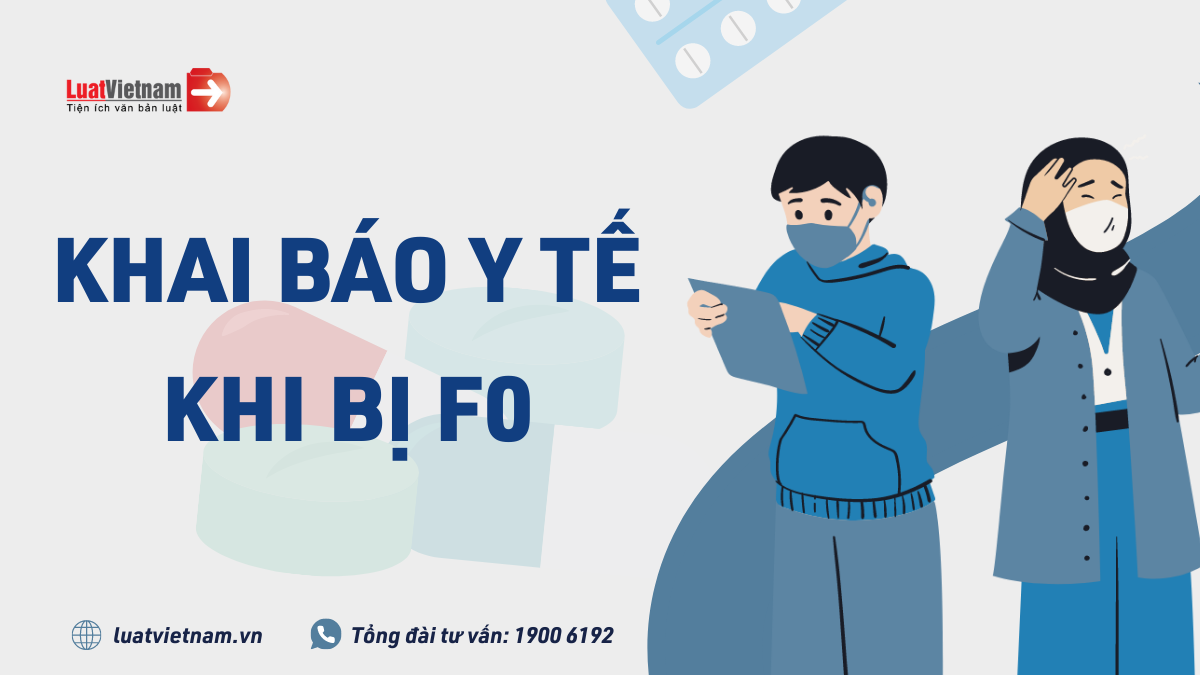 LuatVietnam
Tiện ích văn bản luật
KHAI BÁO Y TẾ
KHI BỊ F0
luatvietnam.vn
Tổng đài tư vấn: 1900 6192